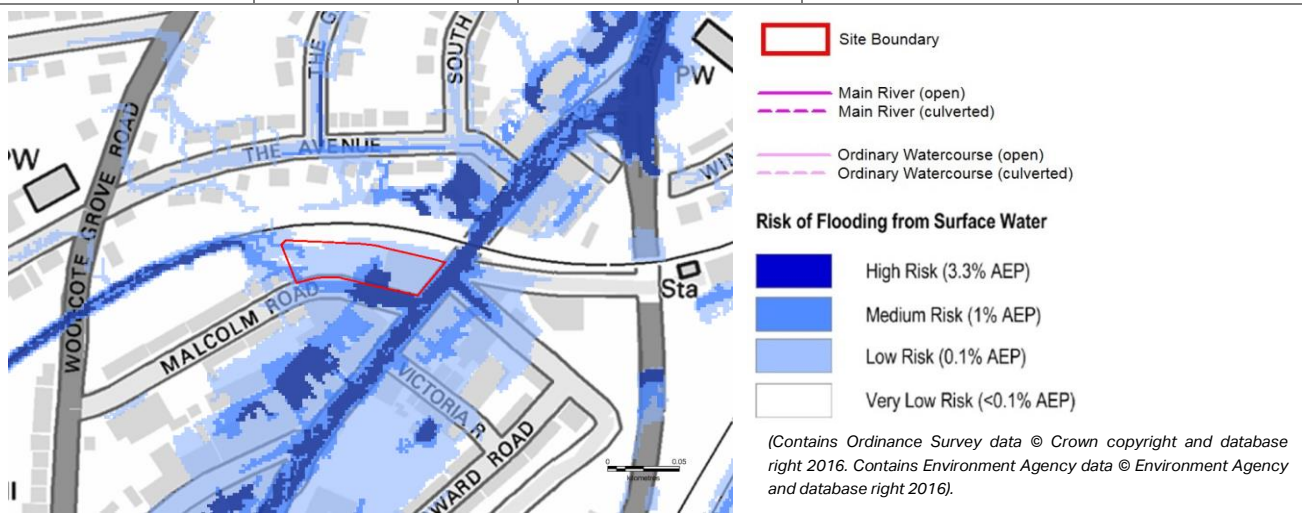 THE G
SOUTH
PW
WOODCOTE GROVE ROAD
THE AVENUE
WIN
PW
MALCOLM ROAD
Sta
VICTORIA R
WARD ROAD
0 0.05
kilometres
Site Boundary
Main River (open)
Main River (culverted)
Ordinary Watercourse (open)
Ordinary Watercourse (culverted)
Risk of Flooding from Surface Water
High Risk (3.3% AEP)
Medium Risk (1% AEP)
Low Risk (0.1% AEP)
Very Low Risk (<0.1% AEP)
(Contains Ordinance Survey data © Crown copyright and database
right 2016. Contains Environment Agency data © Environment Agency
and database right 2016).